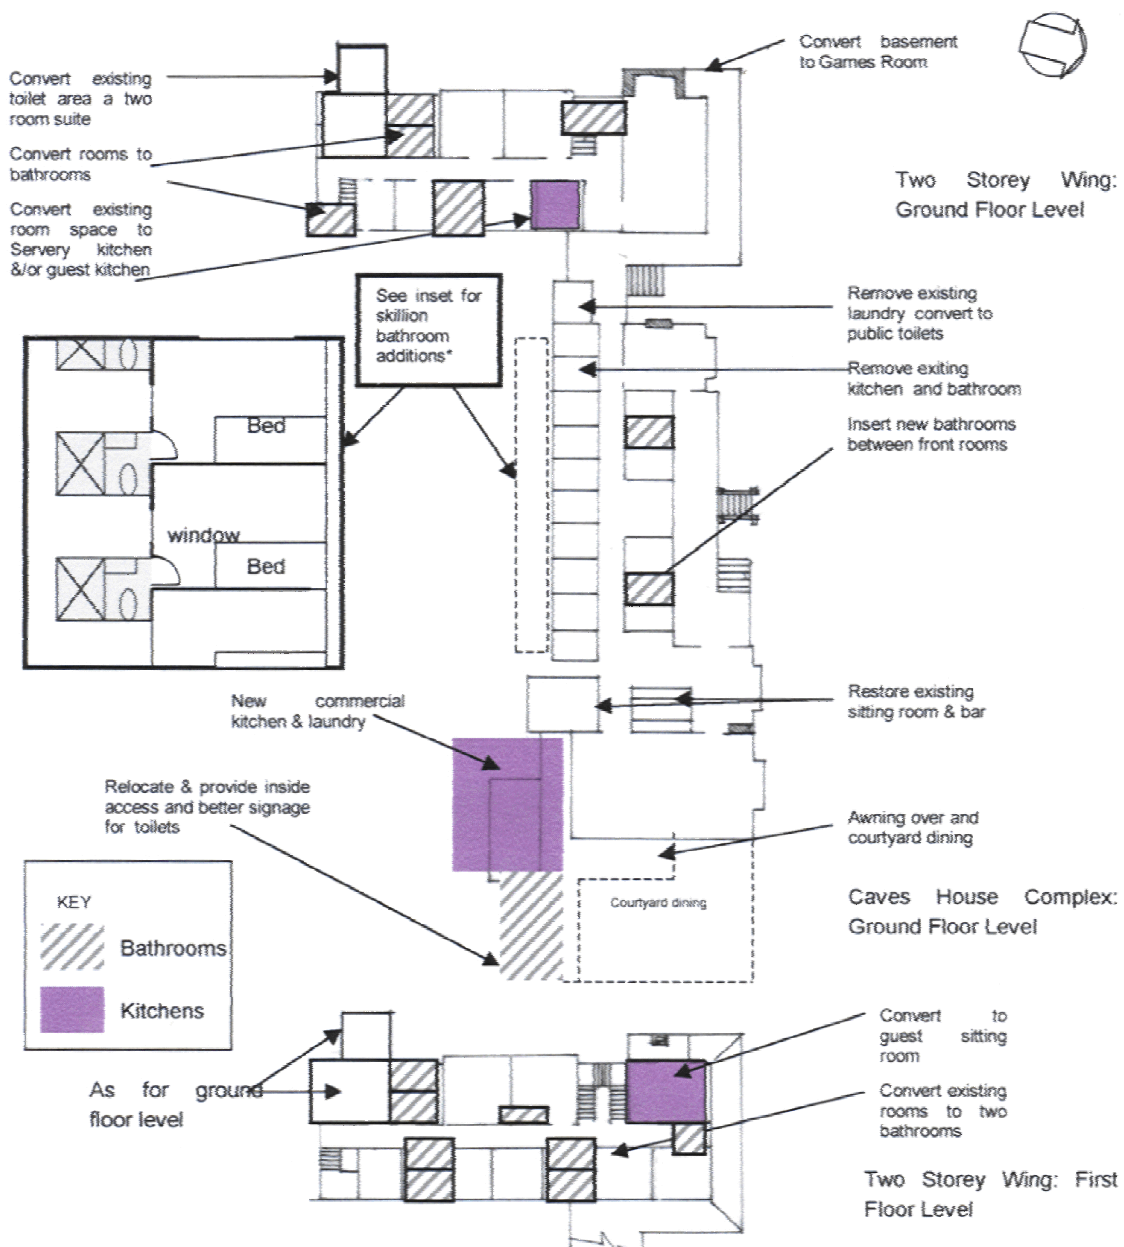 Convert basement
to Games Room
Convert existing
toilet area a two
room suite
Convert rooms to
bathrooms
Convert existing
room space to
Servery kitchen
&/or guest kitchen
Two Storey Wing:
Ground Floor Level
See inset for
skillion
bathroom
additions*
Remove existing
laundry convert to
public toilets
Remove exiting
kitchen and bathroom
Insert new bathrooms
between front rooms
Bed
window
Bed
New commercial
kitchen & laundry
Restore existing
sitting room & bar
Relocate & provide inside
access and better signage
for toilets
Awning over and
courtyard dining
Courtyard dining
Caves House Complex:
Ground Floor Level
KEY
Bathrooms
Kitchens
As for ground
floor level
Convert to
guest sitting
room
Convert existing
rooms to two
bathrooms
Two Storey Wing: First
Floor Level